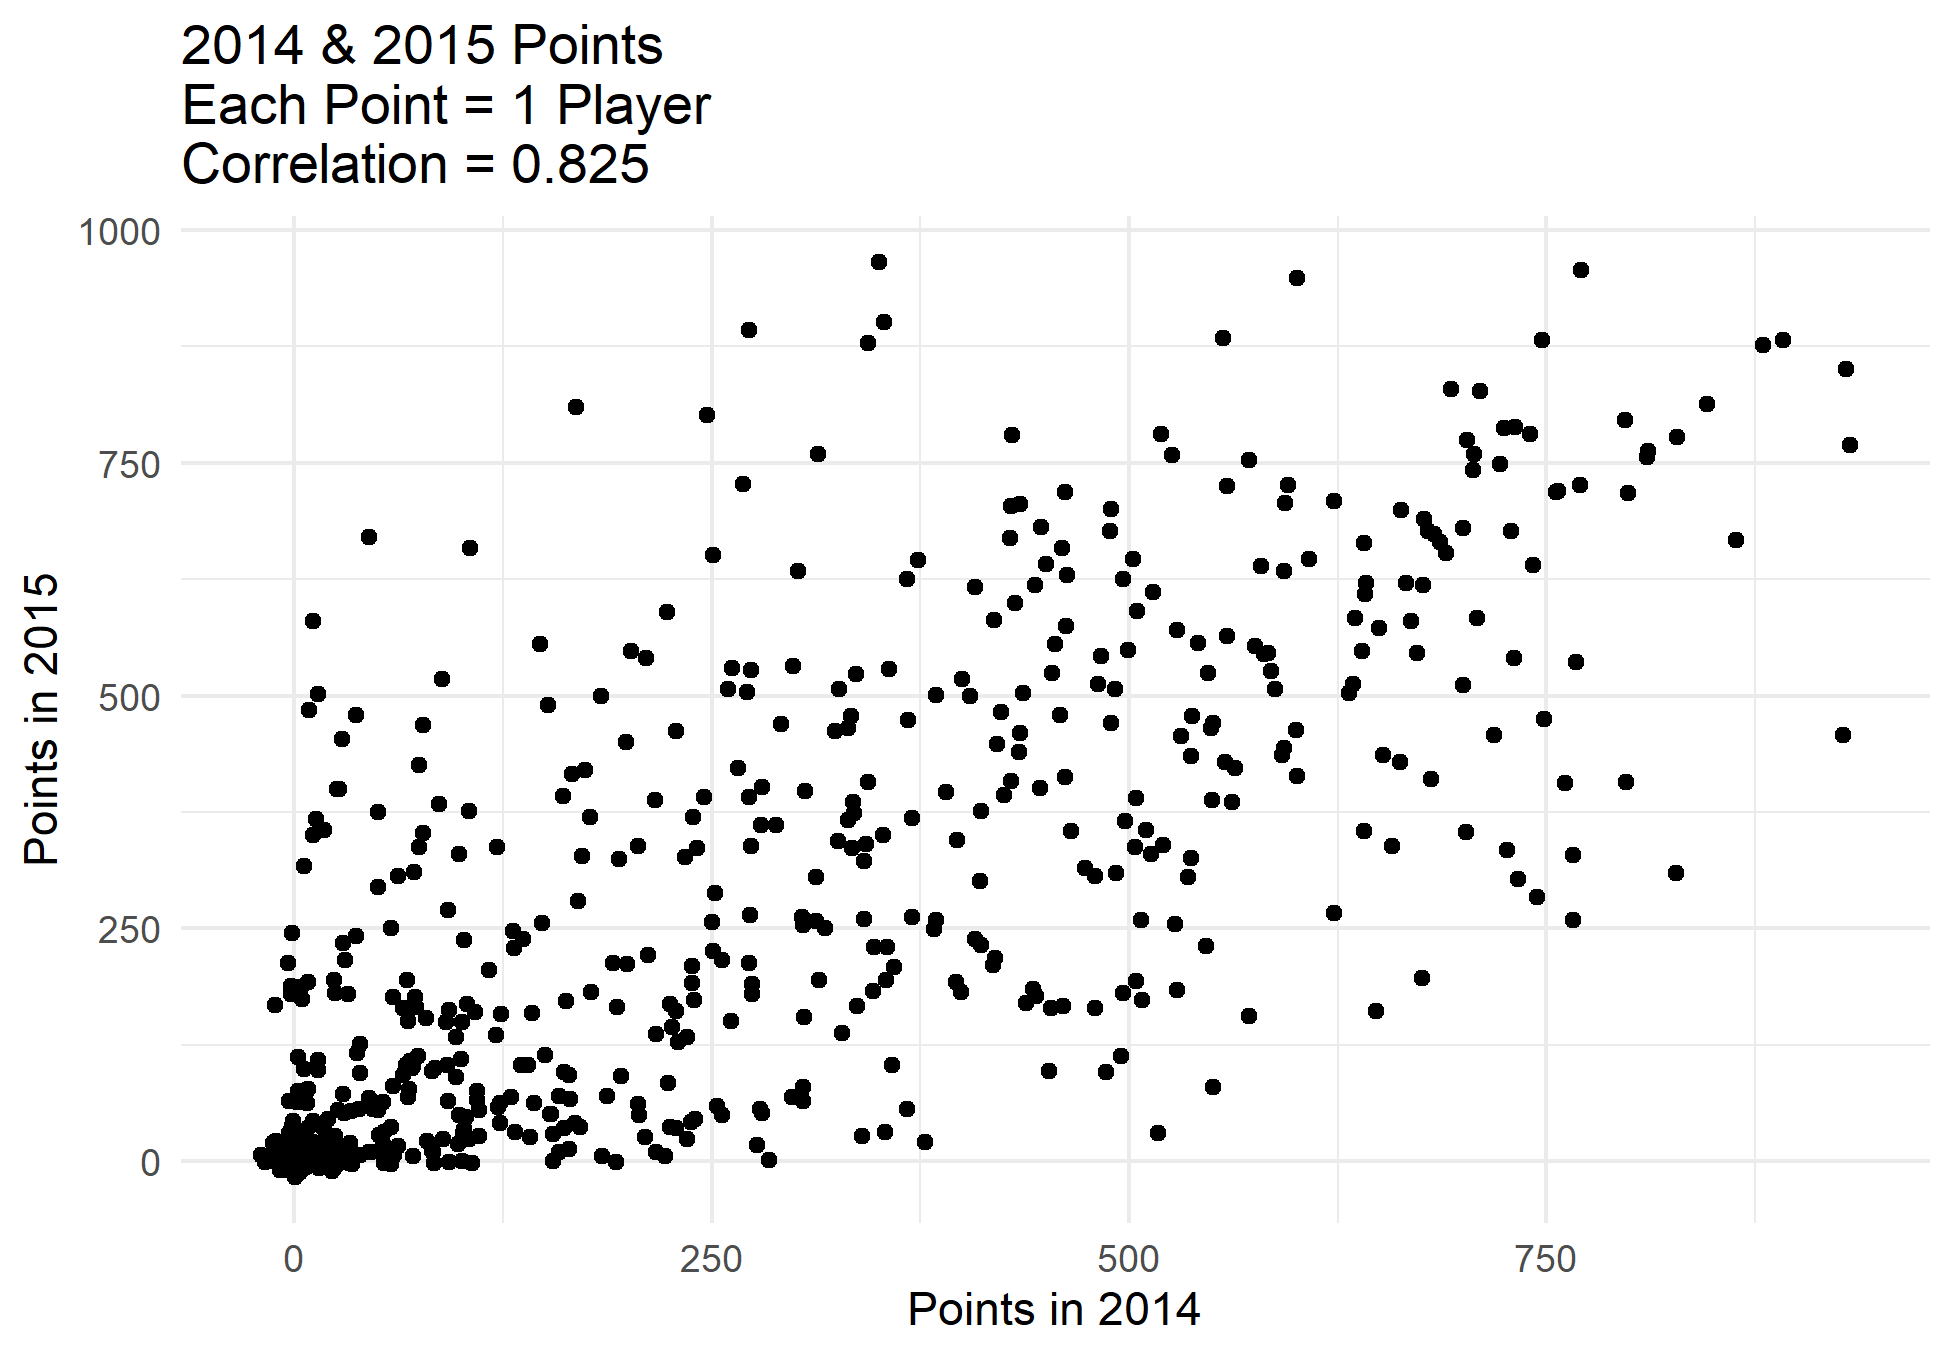 2014 & 2015 Points
Each Point = 1 Player
Correlation = 0.825
1000
750
500
250
0
Points in 2015
0
250
500
750
Points in 2014